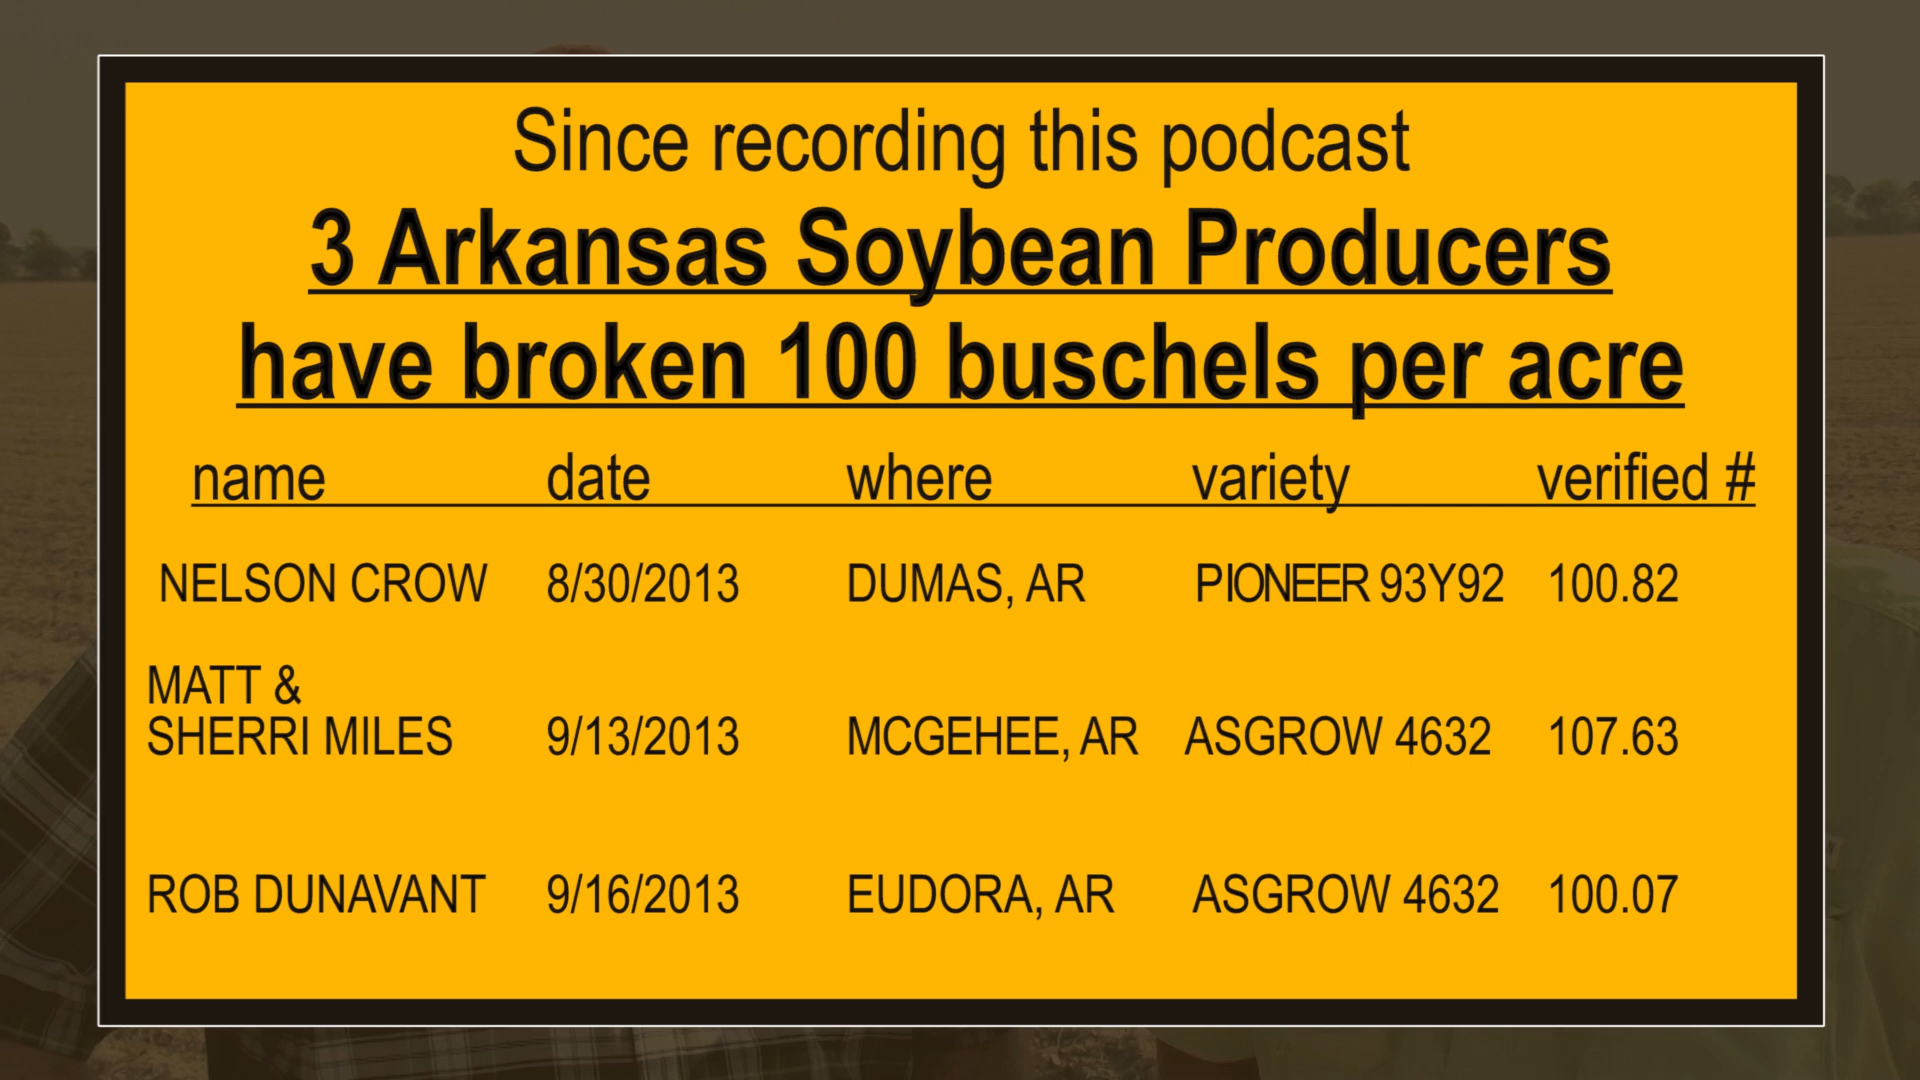 Since recording this podcast
3 Arkansas Soybean Producers
have broken 100 buschels per acre
name date where variety verified #
NELSON CROW 8/30/2013 DUMAS, AR PIONEER 93Y92 100.82
MATT &
SHERRI MILES 9/13/2013 MCGEHEE, AR ASGROW 4632 107.63
ROB DUNAVANT 9/16/2013 EUDORA, AR ASGROW 4632 100.07